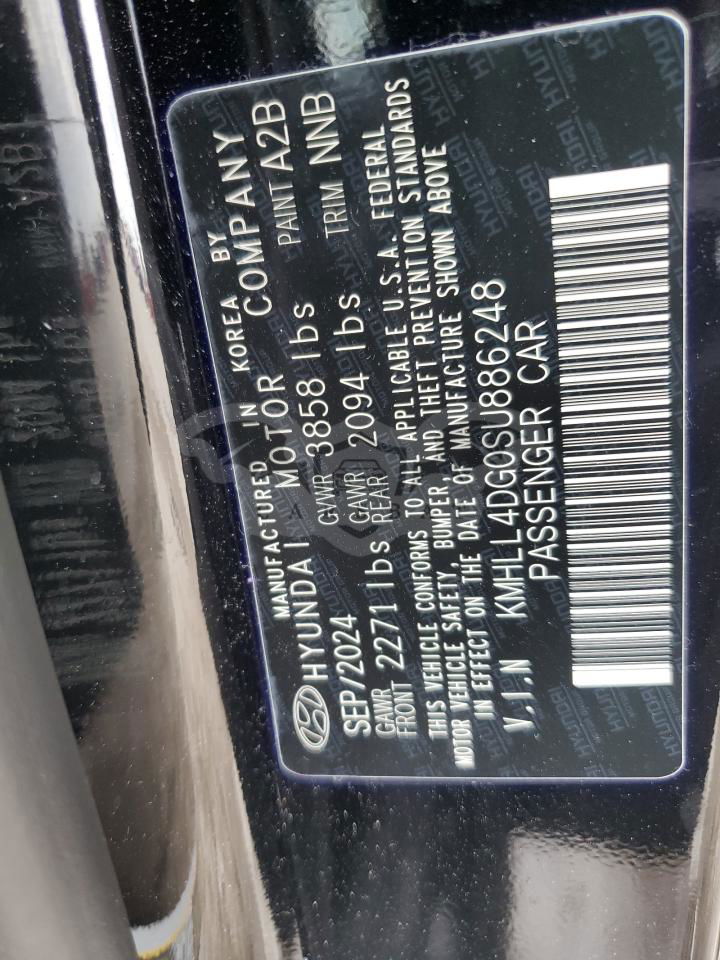 MANUFACTURED IN KOREA BY
HYUNDAI MOTOR COMPANY
SEP/2024 GVWR 3858 lbs PAINT A2B
GAWR FRONT 2271 lbs GAWR REAR 2094 lbs TRIM NNB
THIS VEHICLE CONFORMS TO ALL APPLICABLE U.S.A. FEDERAL
MOTOR VEHICLE SAFETY, BUMPER, AND THEFT PREVENTION STANDARDS
IN EFFECT ON THE DATE OF MANUFACTURE SHOWN ABOVE
V.I.N KMHLL4DG0SU886248
PASSENGER CAR